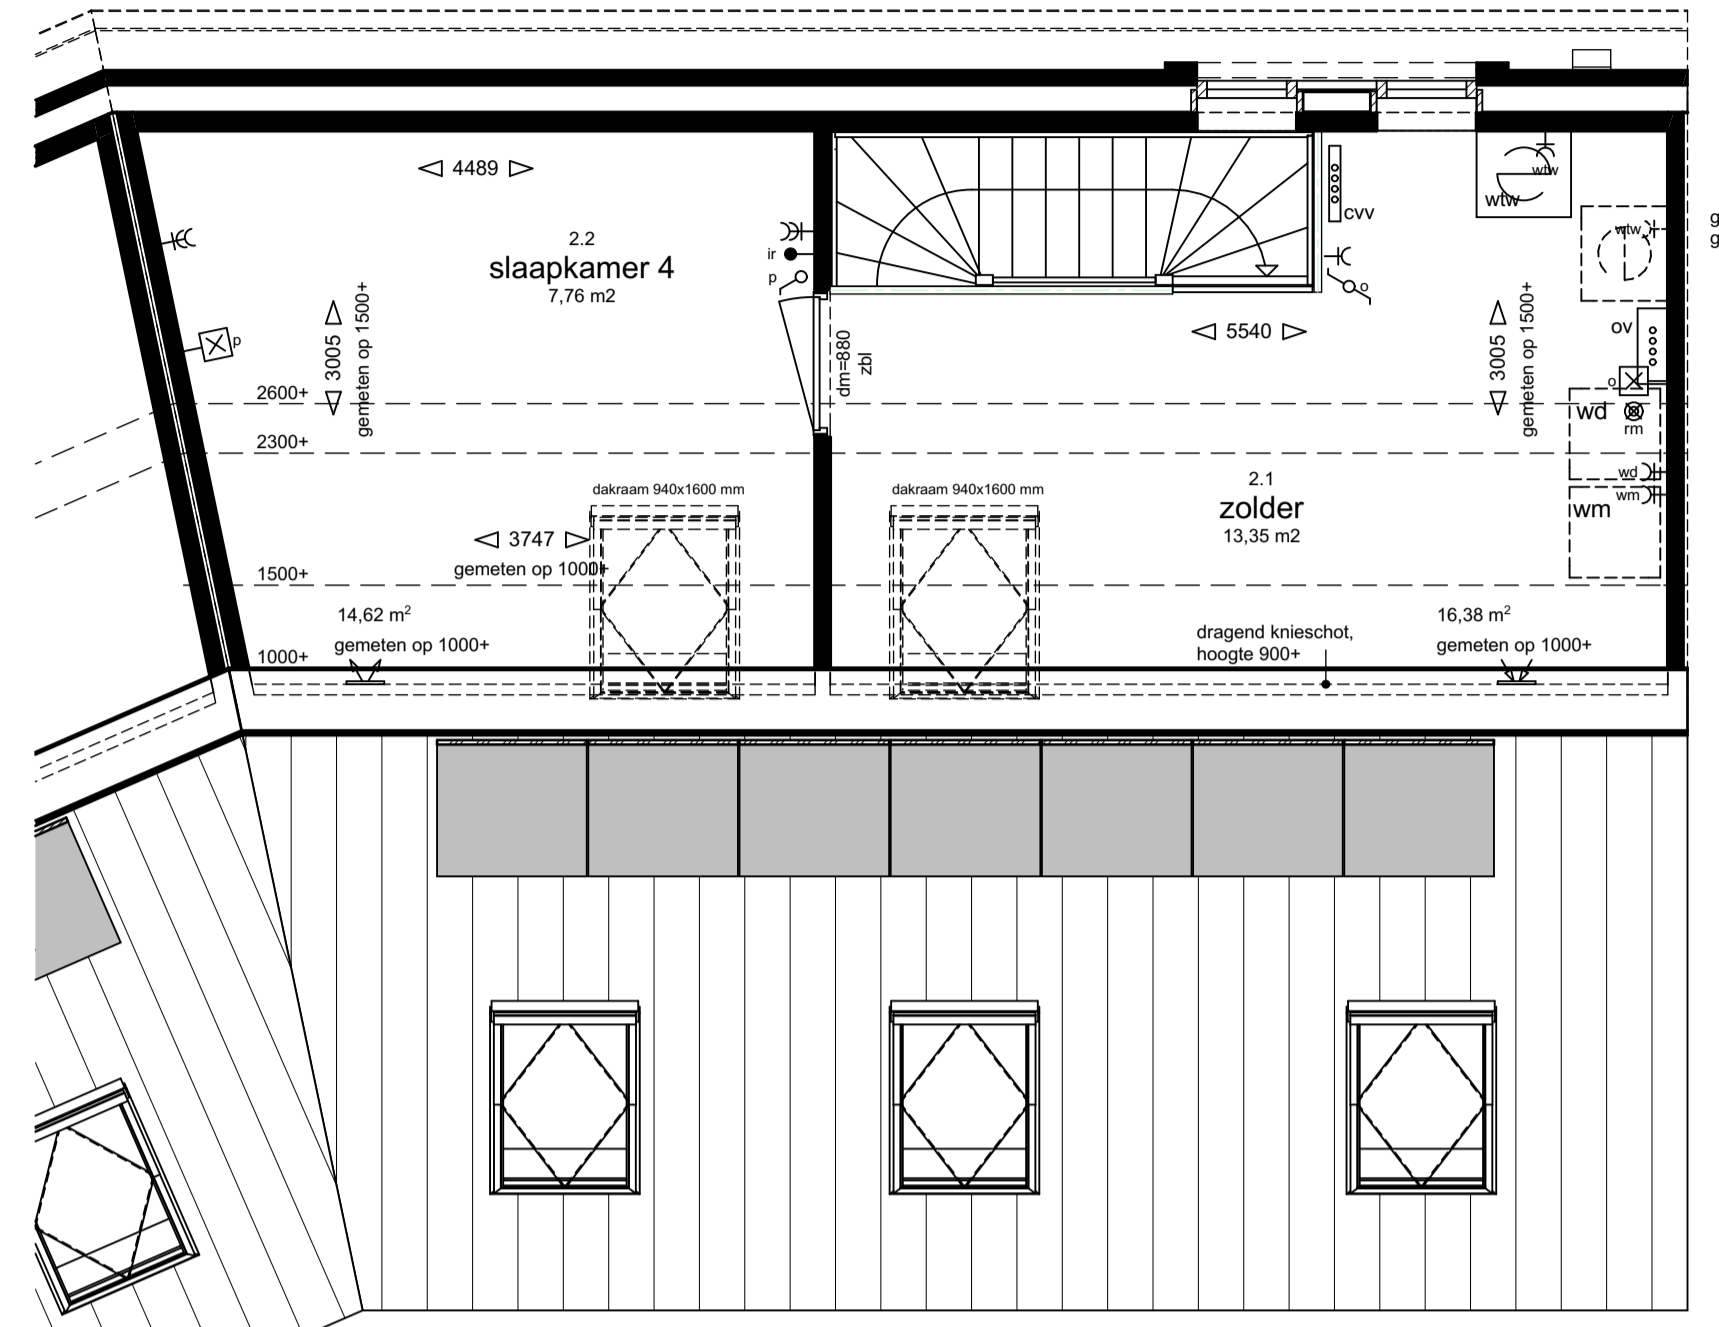 4489
2.2
slaapkamer 4
7,76 m2
ir
p
p
3005
gemeten op 1500+
2600+
2300+
dm=880
zbl
dakraam 940x1600 mm
3747
gemeten op 1000+
1500+
14,62 m²
gemeten op 1000+
1000+
cvv
o
5540
wtw
wtw
wtw
g
g
3005
gemeten op 1500+
ov
o
wd
rm
wd
wm
wm
dakraam 940x1600 mm
2.1
zolder
13,35 m2
dragend knieschot,
hoogte 900+
16,38 m²
gemeten op 1000+